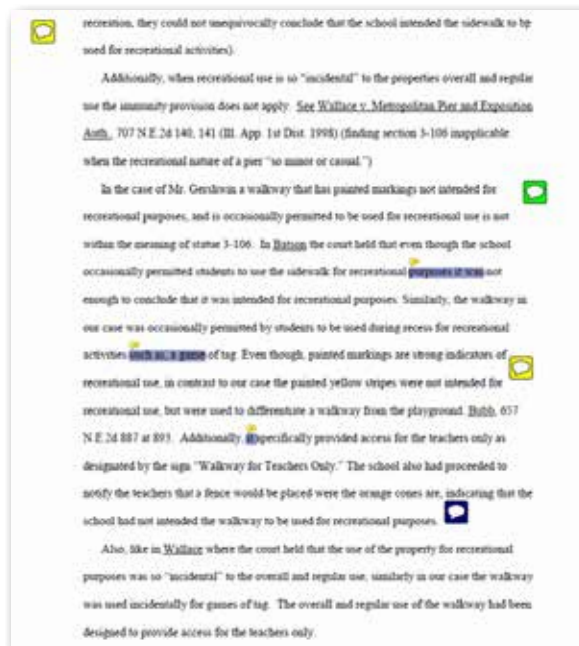 recreation, they could not unequivocally conclude that the school intended the sidewalk to be
used for recreational activities).
Additionally, when recreational use is so "incidental" to the properties overall and regular
use the immunity provision does not apply. See Wallace v. Metropolitan Pier and Exposition
Auth., 707 N.E.2d 140, 141 (Ill. App. 1st Dist. 1998) (finding section 3-106 inapplicable
when the recreational nature of a pier "so minor or casual.")
In the case of Mr. Gershwin a walkway that has painted markings not intended for
recreational purposes, and is occasionally permitted to be used for recreational use is not
within the meaning of statue 3-106. In Batson the court held that even though the school
occasionally permitted students to use the sidewalk for recreational purposes it was not
enough to conclude that it was intended for recreational purposes. Similarly, the walkway in
our case was occasionally permitted by students to be used during recess for recreational
activities such as, a game of tag. Even though, painted markings are strong indicators of
recreational use, in contrast to our case the painted yellow stripes were not intended for
recreational use, but were used to differentiate a walkway from the playground. Bubb, 657
N.E.2d 887 at 893. Additionally, it specifically provided access for the teachers only as
designated by the sign "Walkway for Teachers Only." The school also had proceeded to
notify the teachers that a fence would be placed were the orange cones are, indicating that the
school had not intended the walkway to be used for recreational purposes.
Also, like in Wallace where the court held that the use of the property for recreational
purposes was so "incidental" to the overall and regular use, similarly in our case the walkway
was used incidentally for games of tag. The overall and regular use of the walkway had been
designed to provide access for the teachers only.